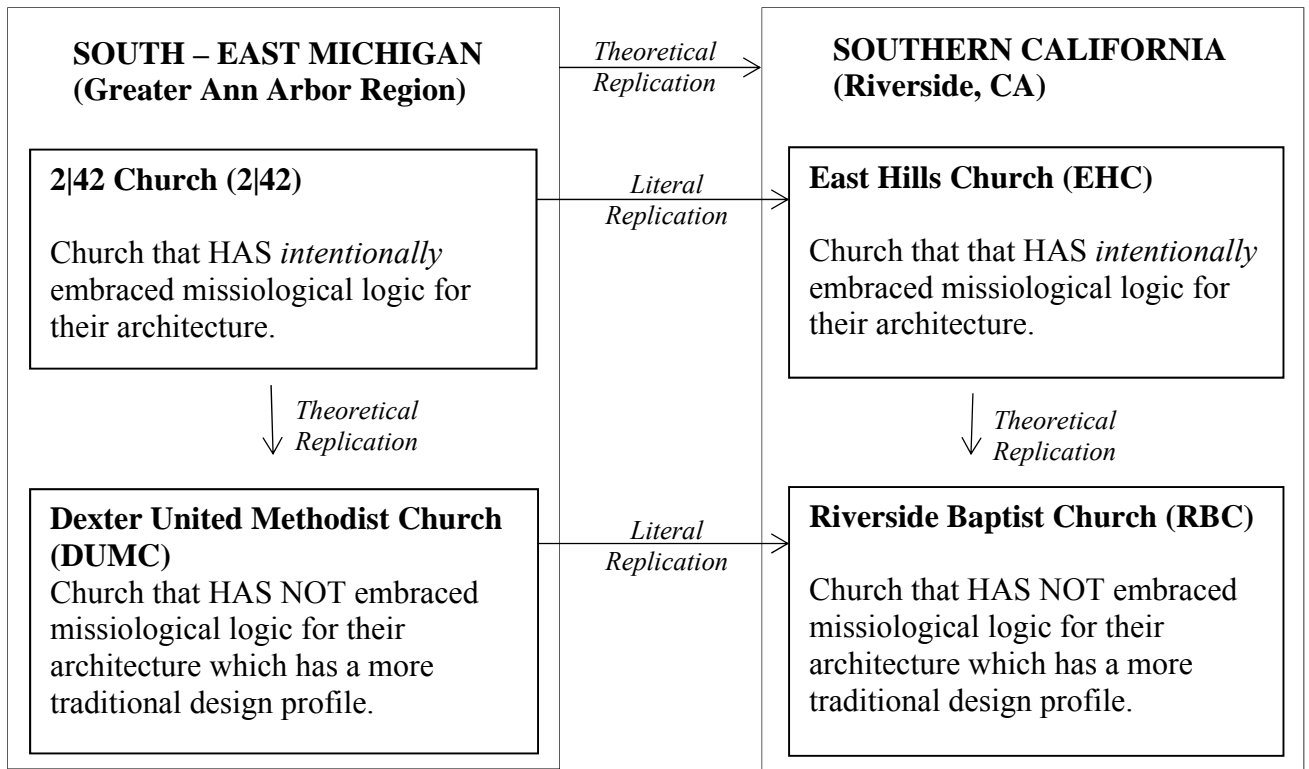 SOUTH – EAST MICHIGAN
(Greater Ann Arbor Region)
Theoretical
Replication
SOUTHERN CALIFORNIA
(Riverside, CA)
2|42 Church (2|42)
Church that HAS intentionally
embraced missiological logic for
their architecture.
Literal
Replication
East Hills Church (EHC)
Church that that HAS intentionally
embraced missiological logic for
their architecture.
Theoretical
Replication
Theoretical
Replication
Dexter United Methodist Church
(DUMC)
Church that HAS NOT embraced
missiological logic for their
architecture which has a more
traditional design profile.
Literal
Replication
Riverside Baptist Church (RBC)
Church that HAS NOT embraced
missiological logic for their
architecture which has a more
traditional design profile.